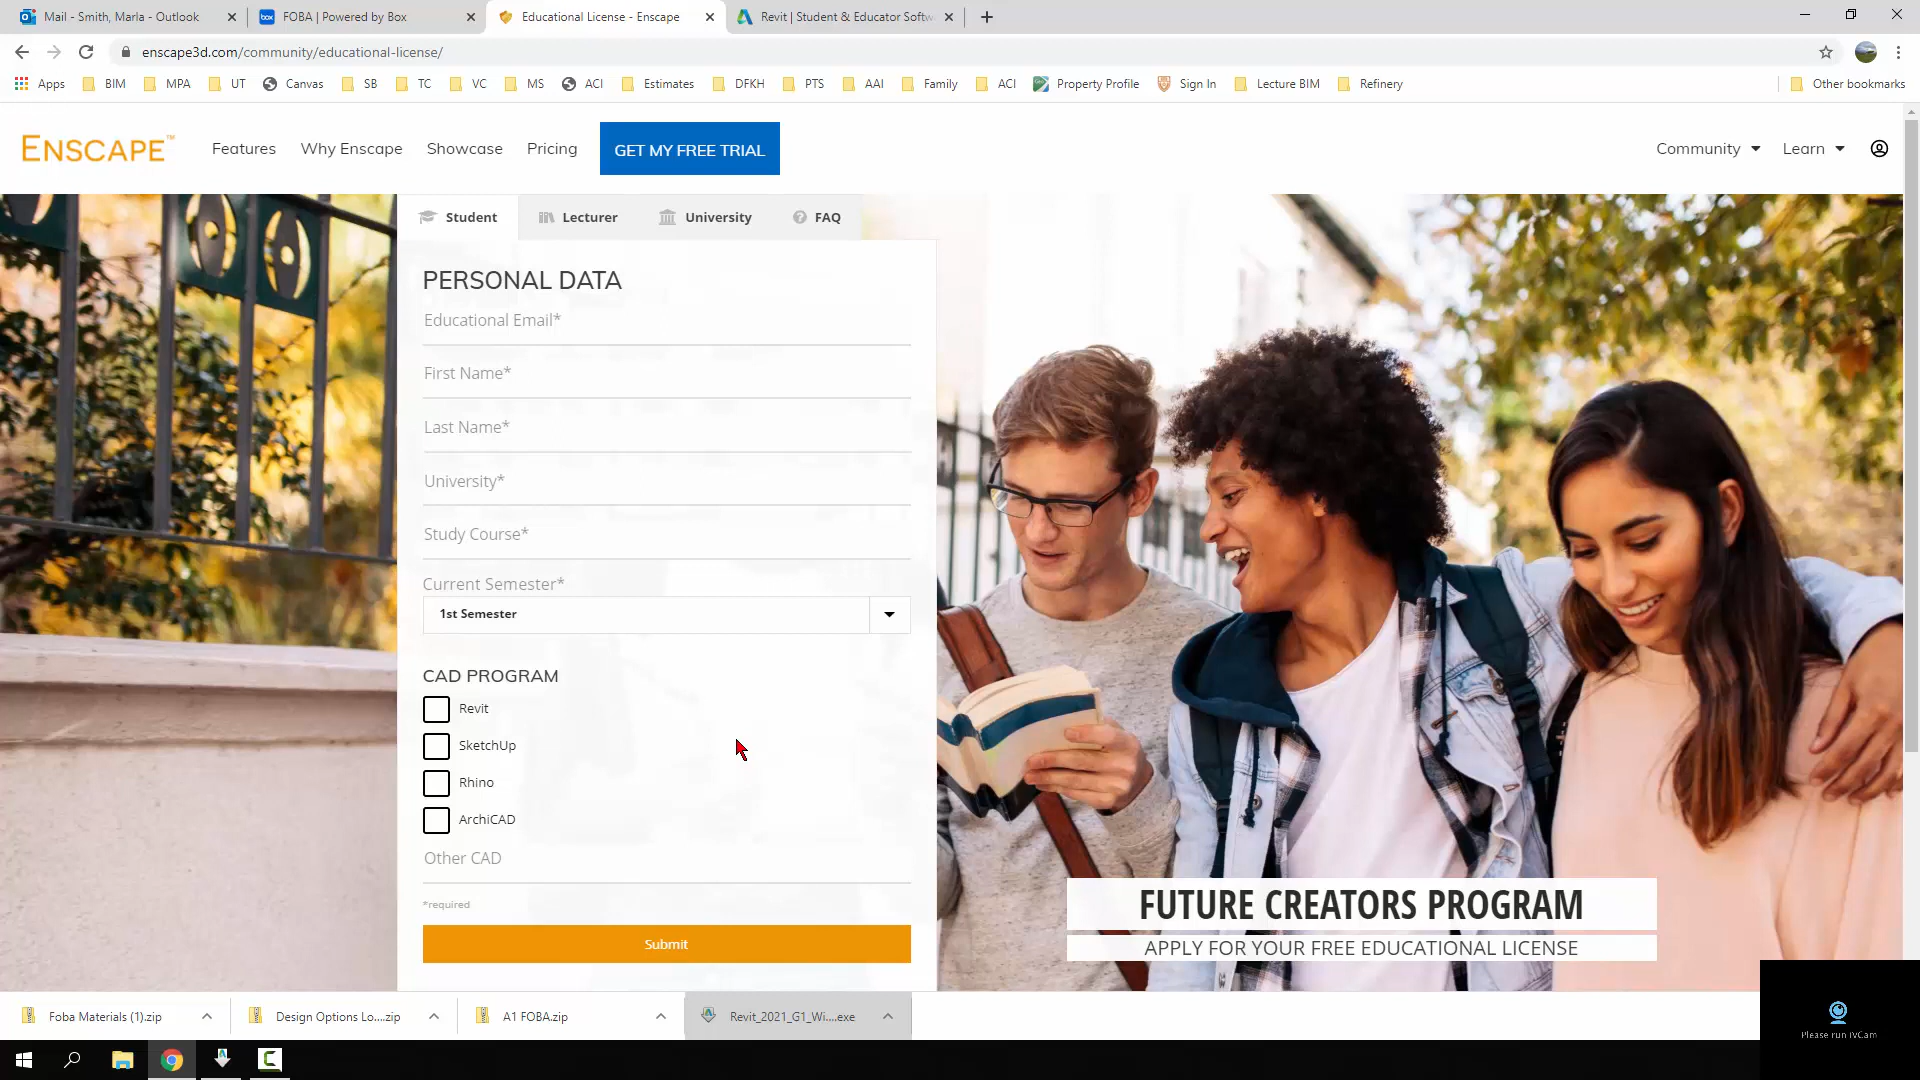 Mail - Smith, Marla - Outlook
FOBA | Powered by Box
Educational License - Enscape
Revit | Student & Educator Softw
enscape3d.com/community/educational-license/
Apps BIM MPA UT Canvas SB TC VC MS ACI Estimates DFKH PTS AAI Family ACI Property Profile Sign In Lecture BIM Refinery Other bookmarks
ENSCAPE™ Features Why Enscape Showcase Pricing GET MY FREE TRIAL Community Learn
Student Lecturer University FAQ
PERSONAL DATA
Educational Email*
First Name*
Last Name*
University*
Study Course*
Current Semester*
1st Semester
CAD PROGRAM
Revit
SketchUp
Rhino
ArchiCAD
Other CAD
*required
Submit
FUTURE CREATORS PROGRAM
APPLY FOR YOUR FREE EDUCATIONAL LICENSE
Foba Materials (1).zip
Design Options Lo....zip
A1 FOBA.zip
Revit_2021_G1_Wi....exe
Please run iVCam